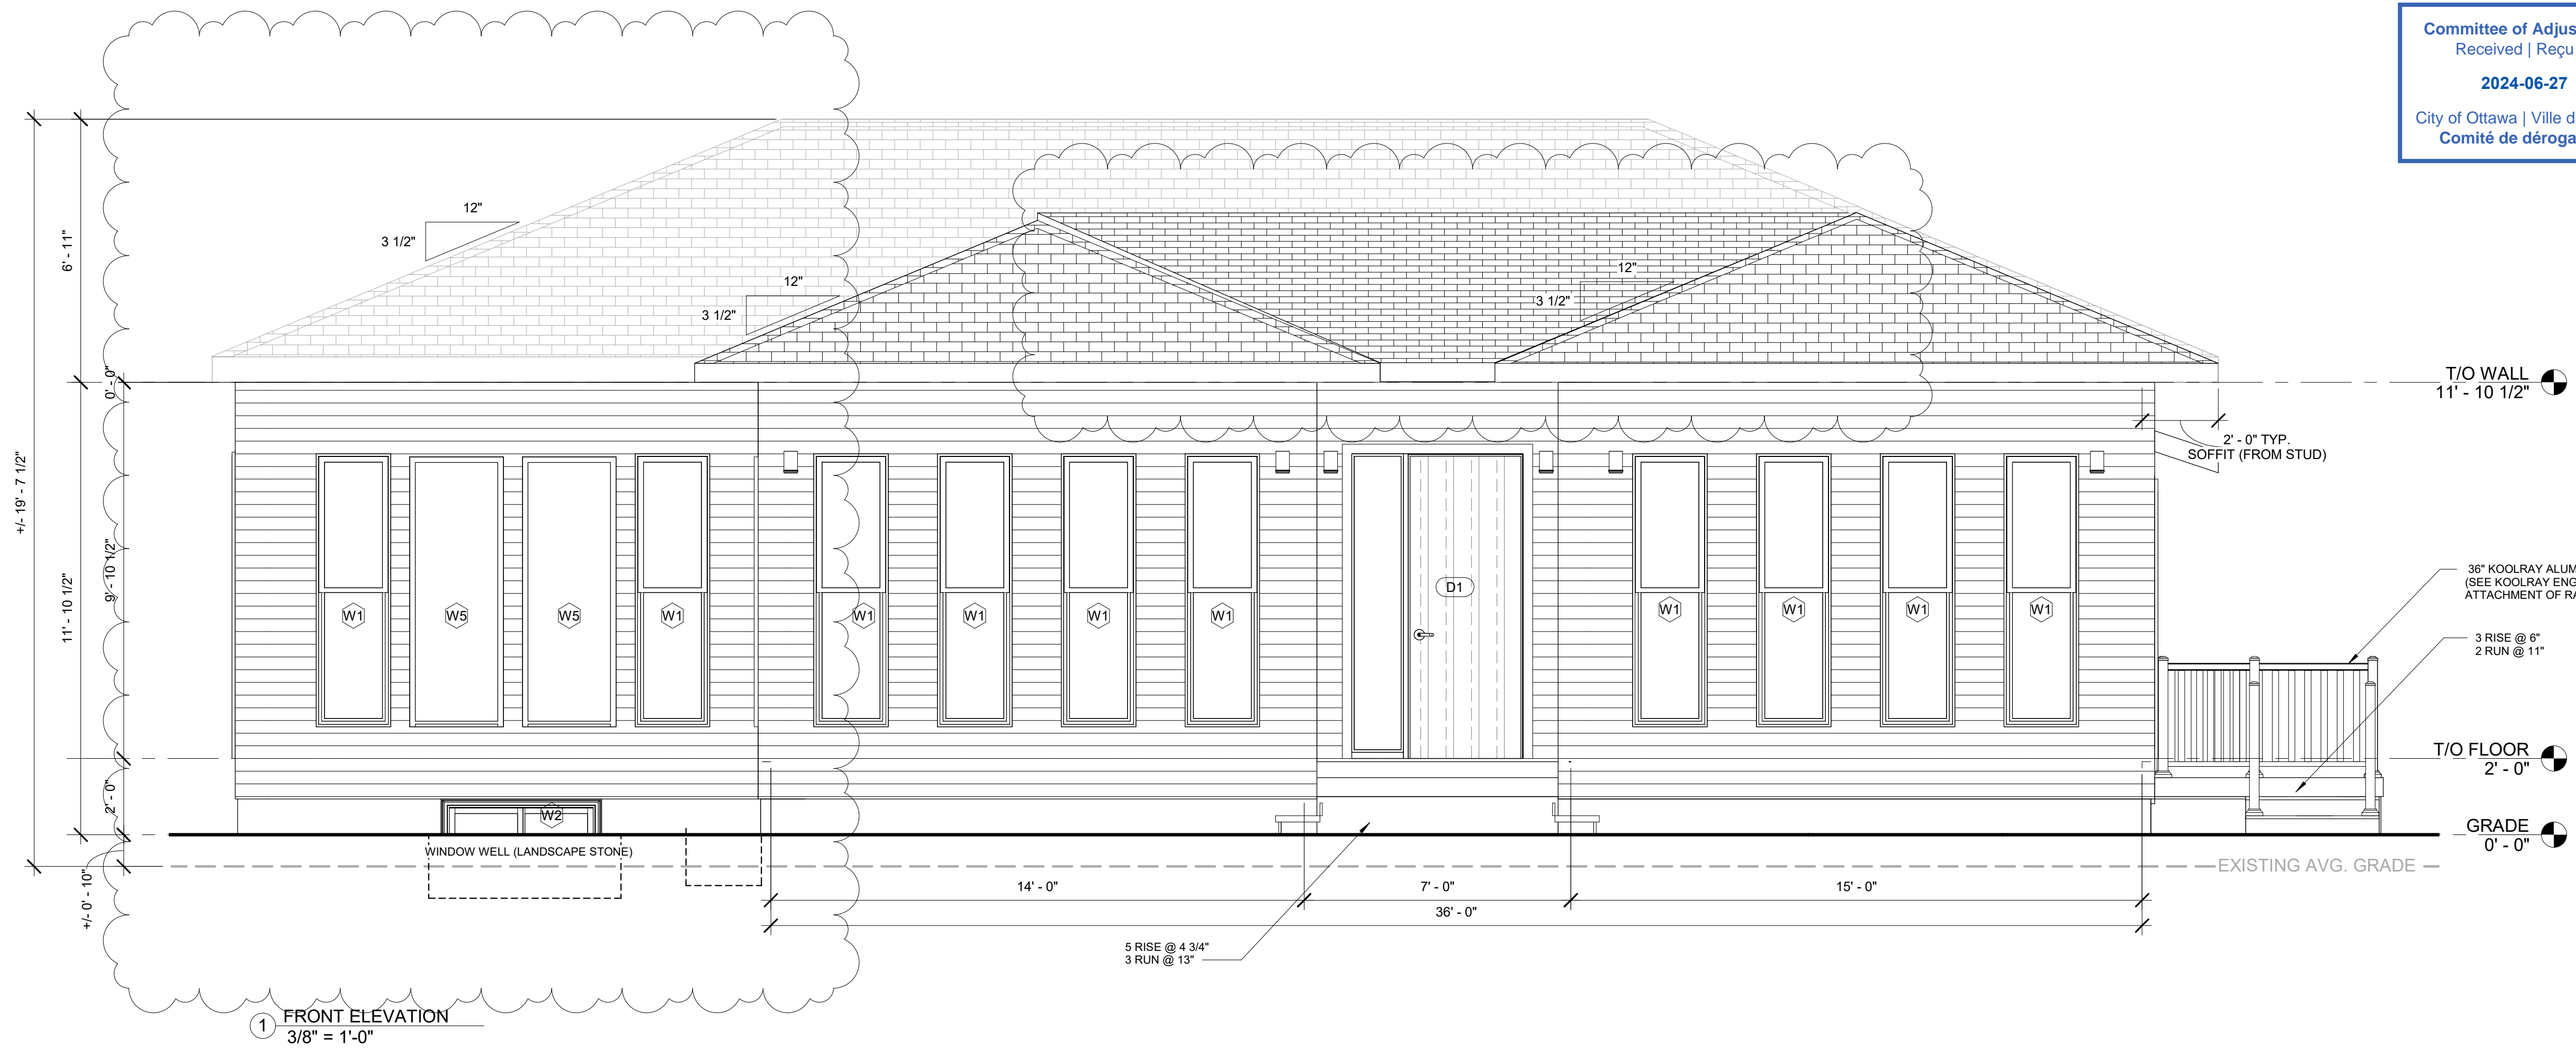 Committee of Adjus
Received | Reçu
2024-06-27
City of Ottawa | Ville d
Comité de déroga
12"
3 1/2"
12"
3 1/2"
12"
3 1/2"
6' - 11"
+/- 19' - 7 1/2"
11' - 10 1/2"
0' - 0"
9' - 10 1/2"
2' - 0"
+/- 0' - 10"
T/O WALL
11' - 10 1/2"
2' - 0" TYP.
SOFFIT (FROM STUD)
W1
W5
W5
W1
W1
W1
W1
W1
D1
W1
W1
W1
W1
36" KOOLRAY ALUM
(SEE KOOLRAY ENG
ATTACHMENT OF RA
3 RISE @ 6"
2 RUN @ 11"
T/O FLOOR
2' - 0"
W2
GRADE
0' - 0"
WINDOW WELL (LANDSCAPE STONE)
EXISTING AVG. GRADE
14' - 0"
7' - 0"
15' - 0"
36' - 0"
5 RISE @ 4 3/4"
3 RUN @ 13"
1
FRONT ELEVATION
3/8" = 1'-0"